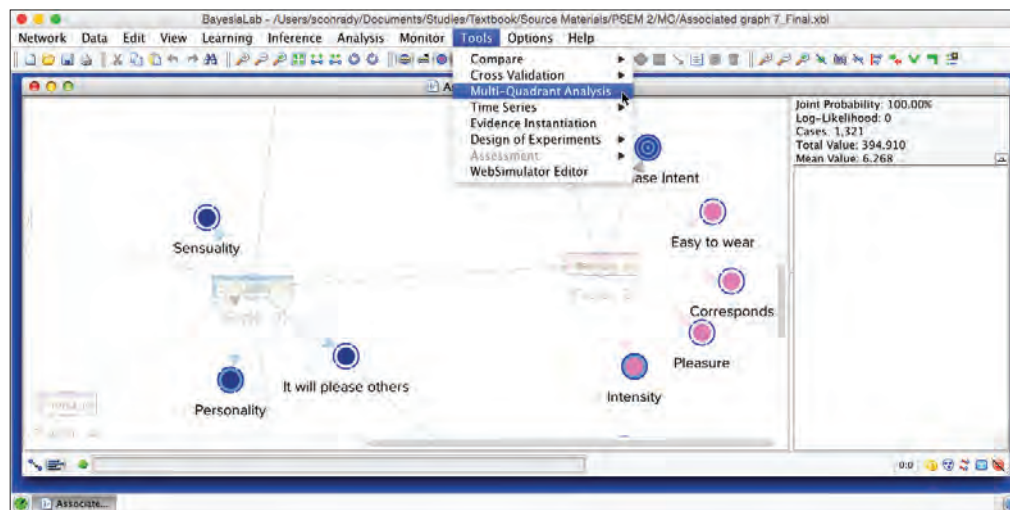 BayesiaLab - /Users/sconrady/Documents/Studies/Textbook/Source Materials/PSEM 2/MC/Associated graph 7_Final.xbl
Network Data Edit View Learning Inference Analysis Monitor Tools Options Help
Compare
Cross Validation
Multi-Quadrant Analysis
Time Series
Evidence Instantiation
Design of Experiments
Assessment
WebSimulator Editor
Joint Probability: 100.00%
Log-Likelihood: 0
Cases: 1,321
Total Value: 394.910
Mean Value: 6.268
ase Intent
Sensuality
Easy to wear
Corresponds
Pleasure
It will please others
Intensity
Personality
0:0
Associate...